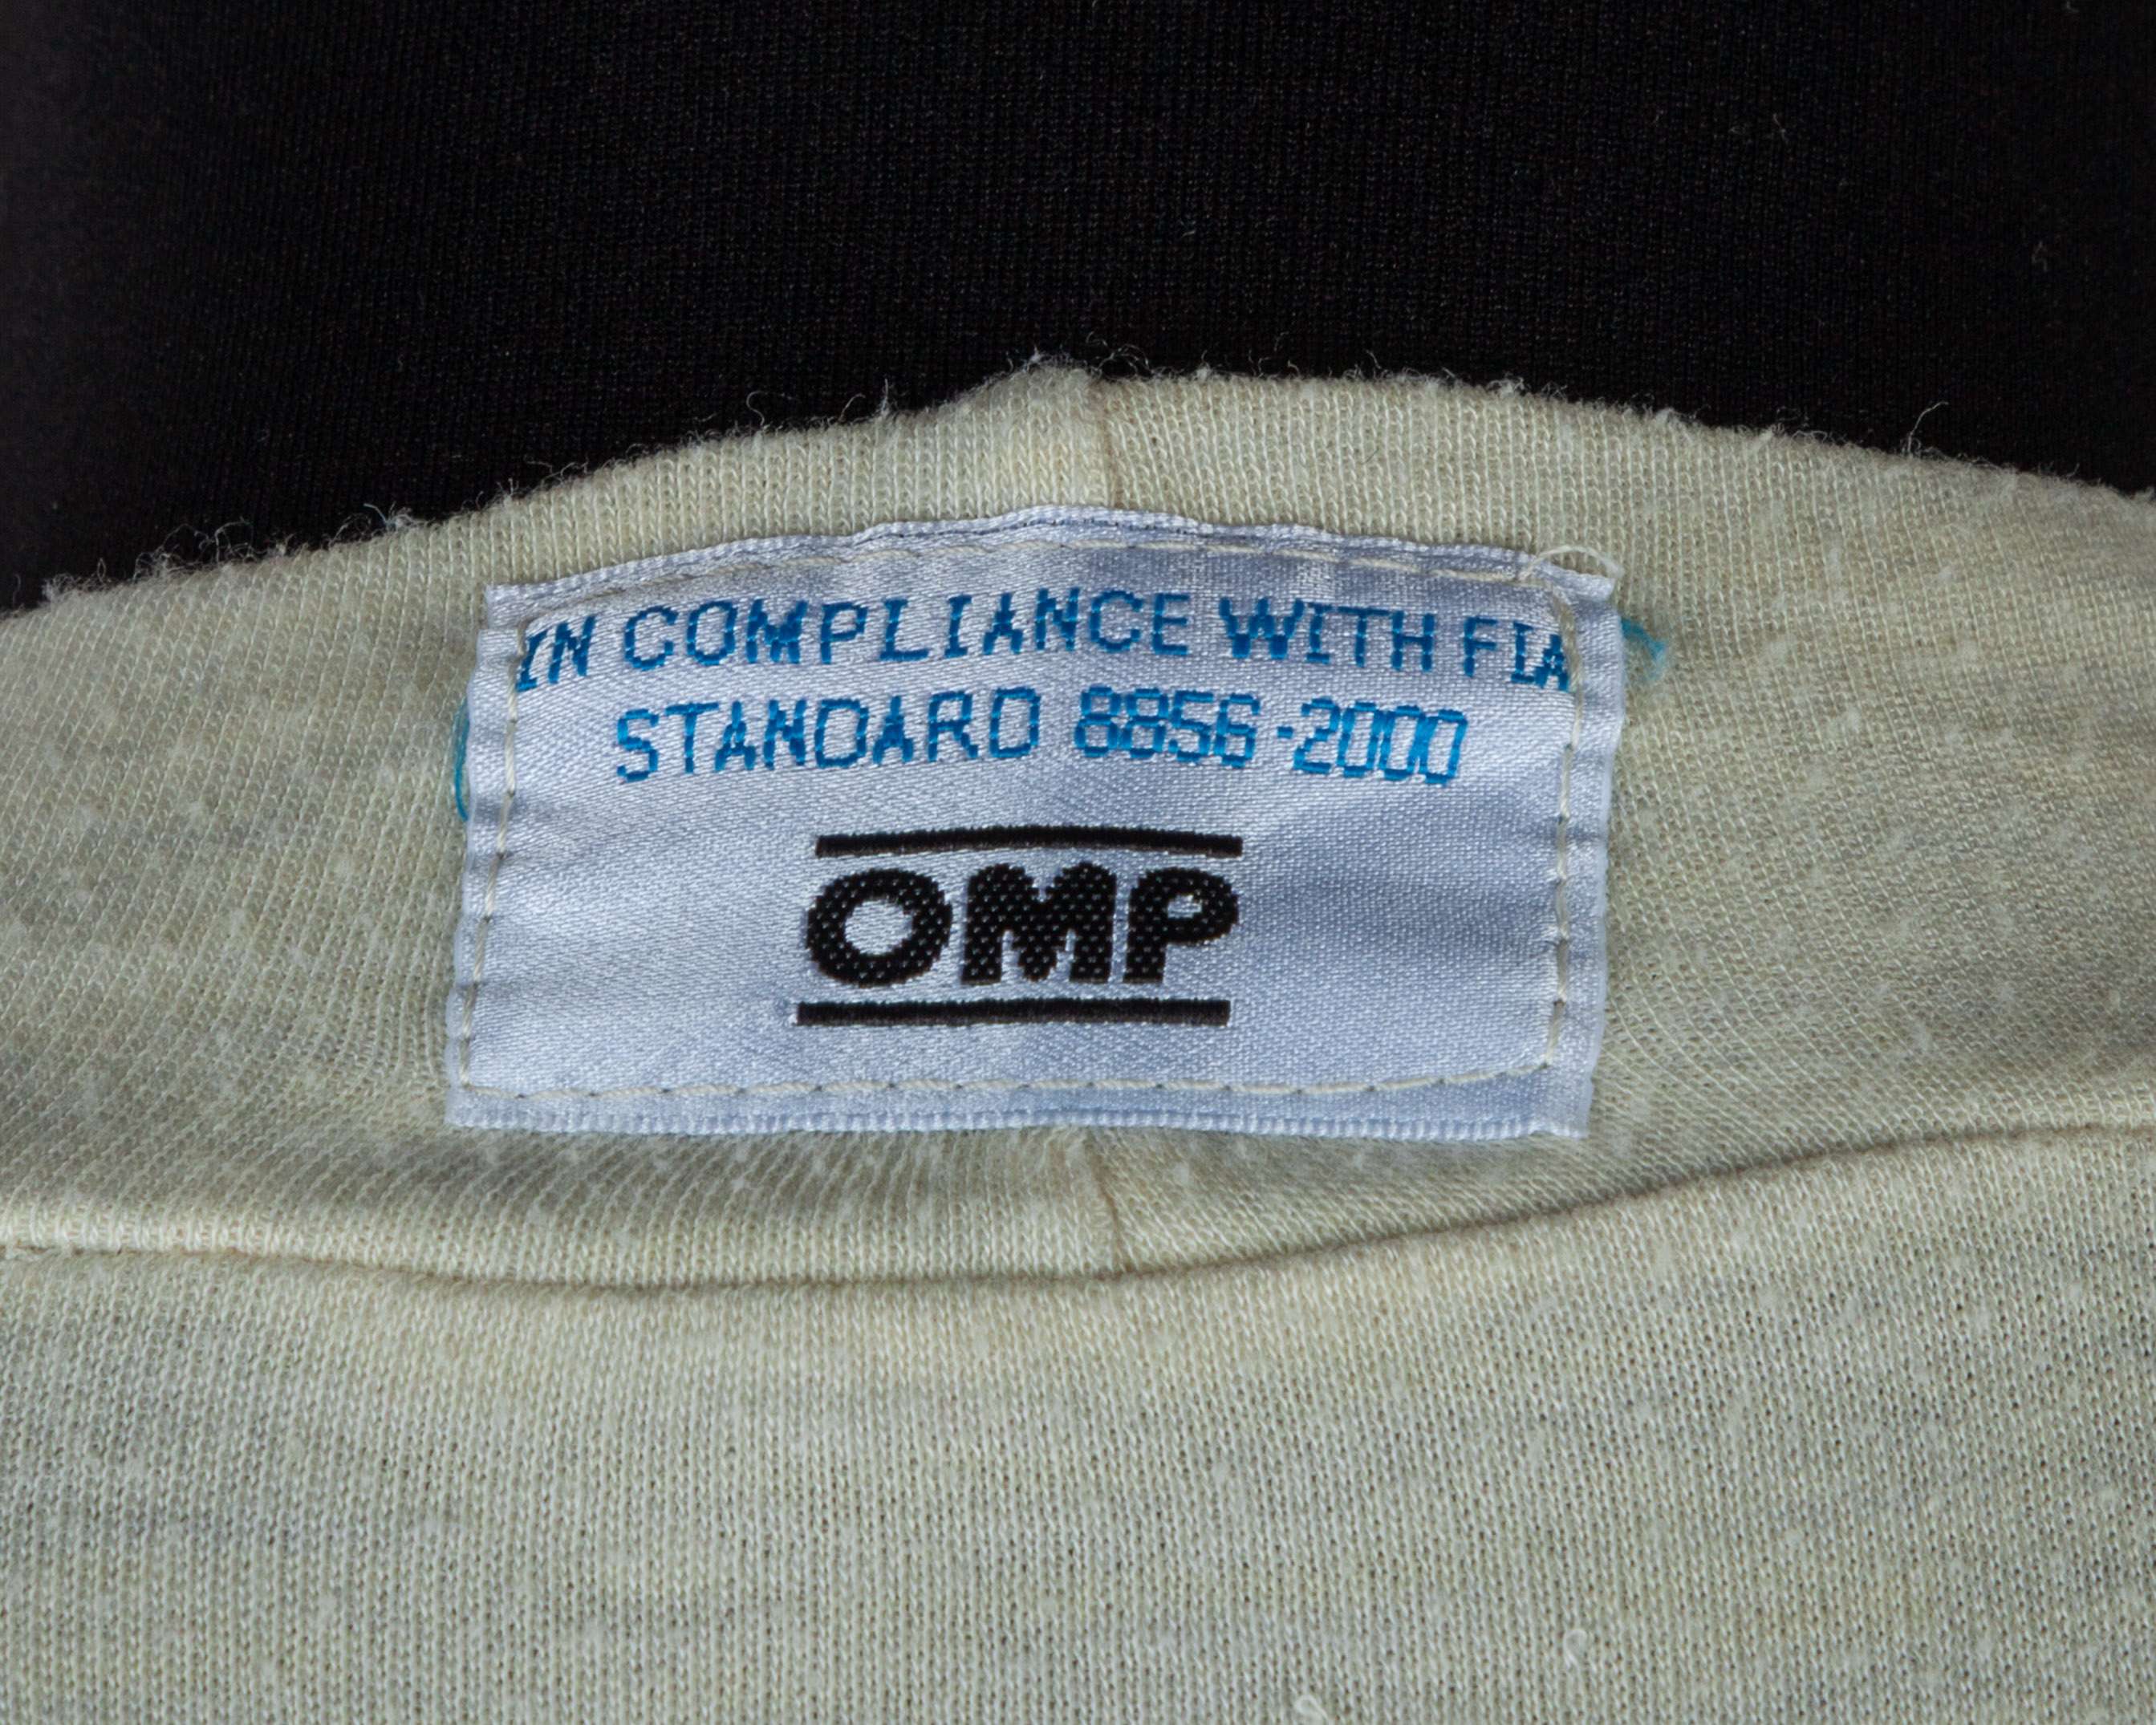 IN COMPLIANCE WITH FIA
STANDARD 8856-2000
OMP